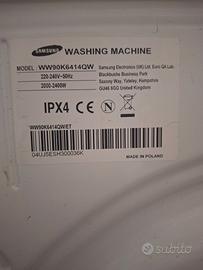 SAMSUNG WASHING MACHINE
MODEL: WW90K6414QW
220-240V~50Hz
2000-2400W
Samsung Electronics (UK) Ltd. Euro QA Lab.
Blackbushe Business Park
Saxony Way, Yateley, Hampshire
GU46 6GG United Kingdom
IPX4 CE
WW90K6414QW/ET
04UJ5ESH300036K
MADE IN POLAND
subito